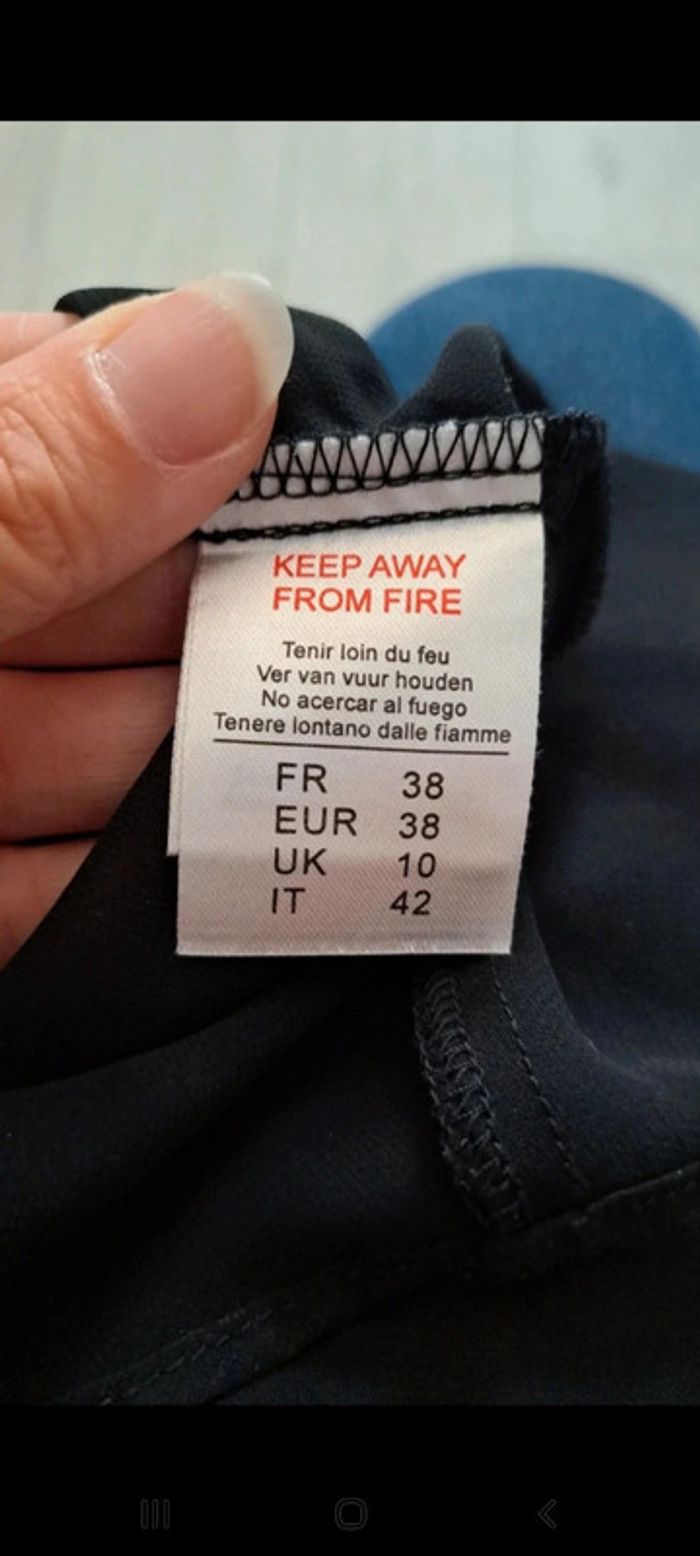 KEEP AWAY
FROM FIRE
Tenir loin du feu
Ver van vuur houden
No acercar al fuego
Tenere lontano dalle fiamme
FR 38
EUR 38
UK 10
IT 42